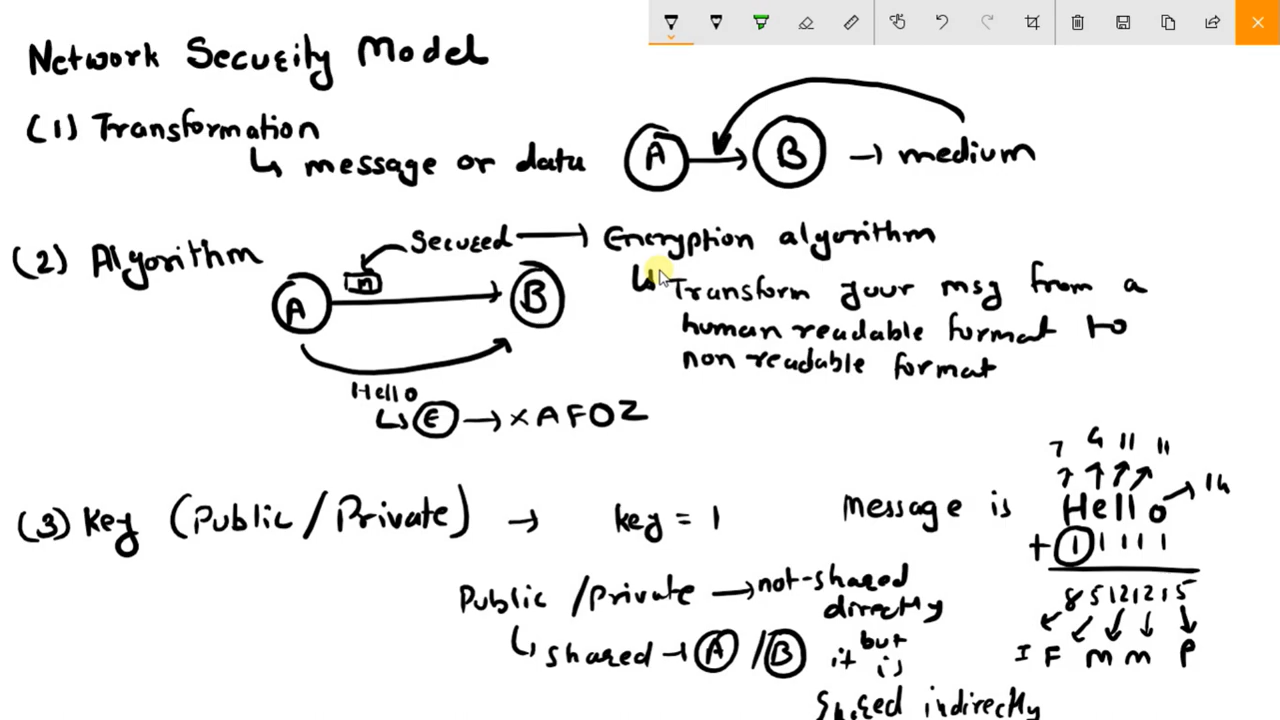 Network Security Model
(1) Transformation
↳ message or data
A → B → medium
(2) Algorithm
Secured → Encryption algorithm
m
A → B
↳ Transform your msg from a
human readable format to
non readable format
Hello
↳ E → XAFOZ
(3) Key (Public/Private) → key = 1
Message is Hello
7 4 11 11 14
+ 1 1 1 1 1
8 5 12 12 15
I F m m P
Public / Private → not-shared
directly
but
it is
shared indirectly
↳ shared → A / B